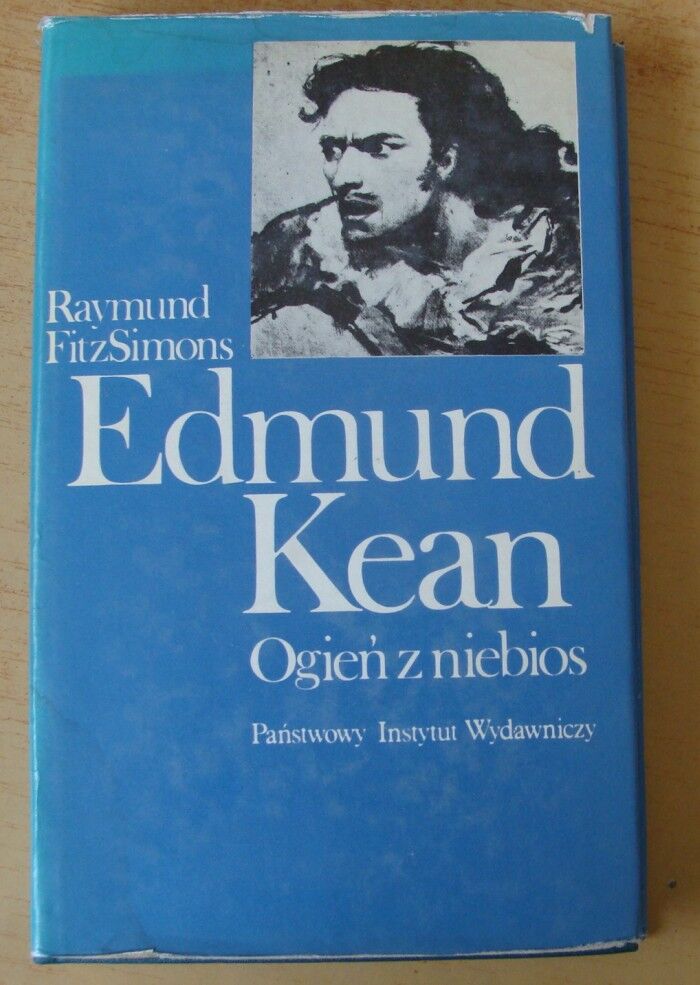 Raymund
FitzSimons
Edmund
Kean
Ogień z niebios
Państwowy Instytut Wydawniczy